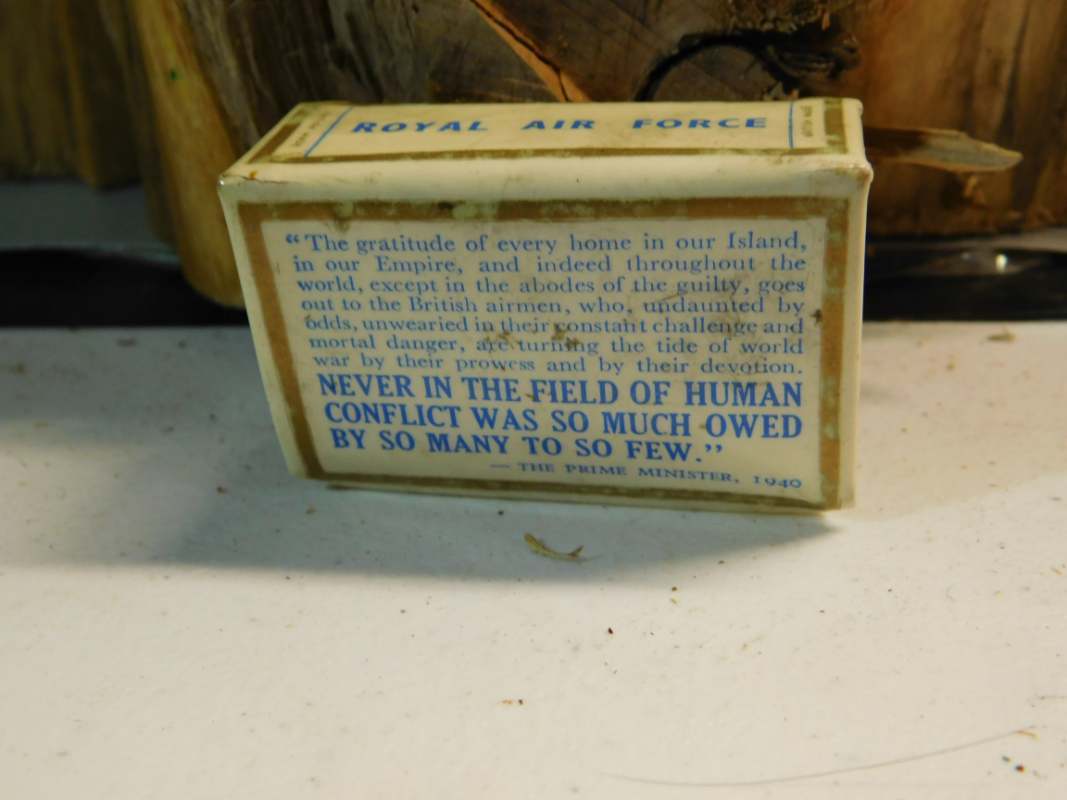 ROYAL AIR FORCE
“The gratitude of every home in our Island,
in our Empire, and indeed throughout the
world, except in the abodes of the guilty, goes
out to the British airmen, who, undaunted by
odds, unwearied in their constant challenge and
mortal danger, are turning the tide of world
war by their prowess and by their devotion.
NEVER IN THE FIELD OF HUMAN
CONFLICT WAS SO MUCH OWED
BY SO MANY TO SO FEW.”
— THE PRIME MINISTER, 1940